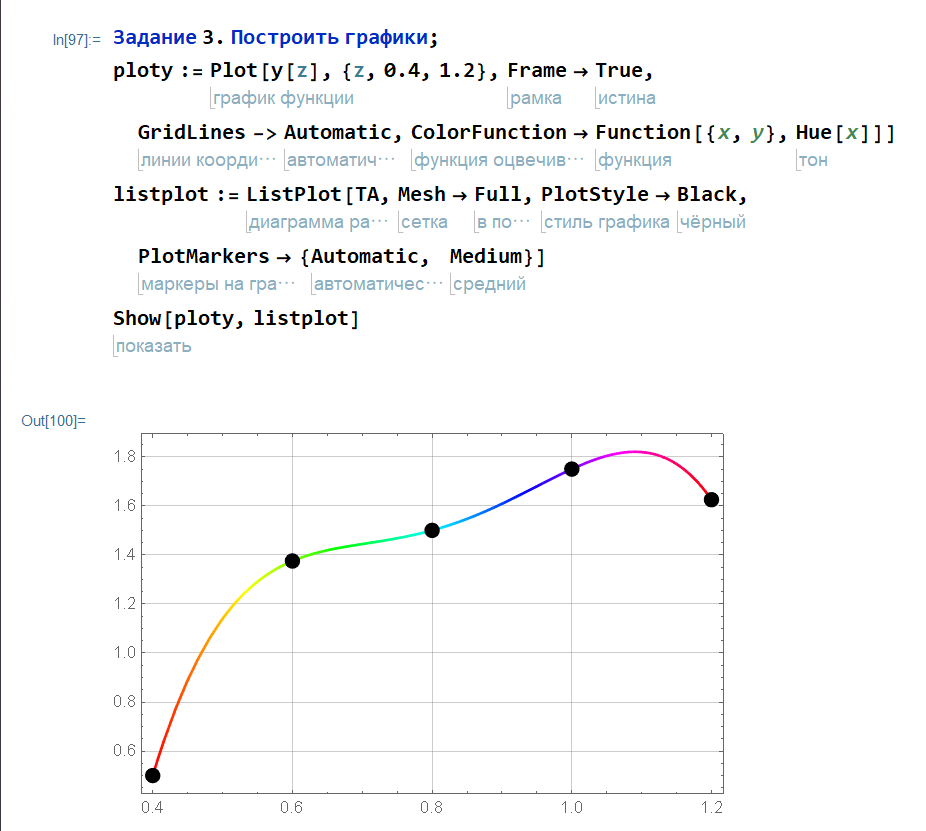 In[97]:= Задание 3. Построить графики;
ploty := Plot[y[z], {z, 0.4, 1.2}, Frame → True,
график функции рамка истина
GridLines -> Automatic, ColorFunction → Function[{x, y}, Hue[x]]]
линии коорди··· автоматич··· функция оцвечив··· функция тон
listplot := ListPlot[TA, Mesh → Full, PlotStyle → Black,
диаграмма ра··· сетка в по··· стиль графика чёрный
PlotMarkers → {Automatic, Medium}]
маркеры на гра··· автоматичес··· средний
Show[ploty, listplot]
показать
Out[100]=
1.8
1.6
1.4
1.2
1.0
0.8
0.6
0.4 0.6 0.8 1.0 1.2